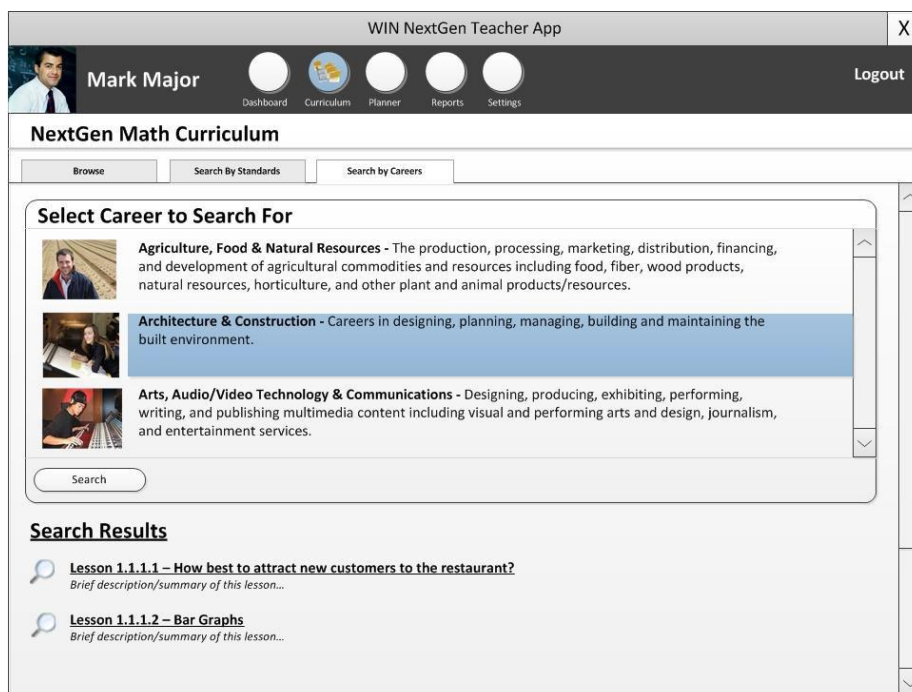 WIN NextGen Teacher App
X
Mark Major
Dashboard
Curriculum
Planner
Reports
Settings
Logout
NextGen Math Curriculum
Browse
Search By Standards
Search by Careers
Select Career to Search For
Agriculture, Food & Natural Resources - The production, processing, marketing, distribution, financing,
and development of agricultural commodities and resources including food, fiber, wood products,
natural resources, horticulture, and other plant and animal products/resources.
Architecture & Construction - Careers in designing, planning, managing, building and maintaining the
built environment.
Arts, Audio/Video Technology & Communications - Designing, producing, exhibiting, performing,
writing, and publishing multimedia content including visual and performing arts and design, journalism,
and entertainment services.
Search
Search Results
Lesson 1.1.1.1 – How best to attract new customers to the restaurant?
Brief description/summary of this lesson…
Lesson 1.1.1.2 – Bar Graphs
Brief description/summary of this lesson…